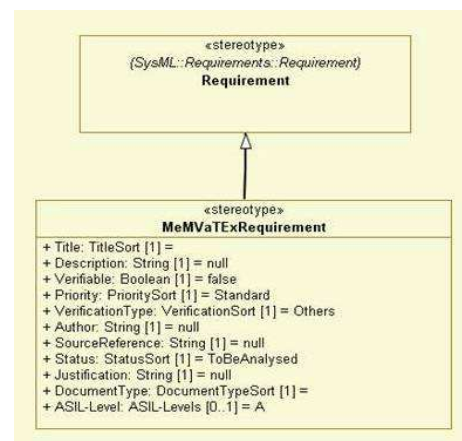 «stereotype»
(SysML::Requirements::Requirement)
Requirement
«stereotype»
MeMVaTExRequirement
+ Title: TitleSort [1] =
+ Description: String [1] = null
+ Verifiable: Boolean [1] = false
+ Priority: PrioritySort [1] = Standard
+ VerificationType: VerificationSort [1] = Others
+ Author: String [1] = null
+ SourceReference: String [1] = null
+ Status: StatusSort [1] = ToBeAnalysed
+ Justification: String [1] = null
+ DocumentType: DocumentTypeSort [1] =
+ ASIL-Level: ASIL-Levels [0..1] = A